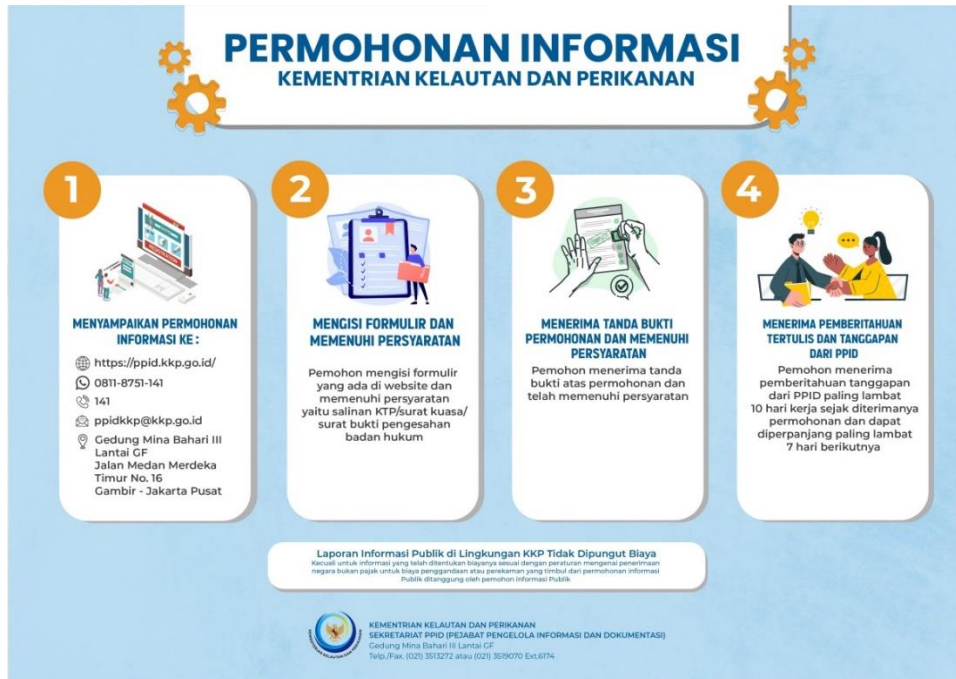 PERMOHONAN INFORMASI
KEMENTRIAN KELAUTAN DAN PERIKANAN
1
MENYAMPAIKAN PERMOHONAN
INFORMASI KE :
https://ppid.kkp.go.id/
0811-8751-141
141
ppidkkp@kkp.go.id
Gedung Mina Bahari III
Lantai GF
Jalan Medan Merdeka
Timur No. 16
Gambir - Jakarta Pusat
2
MENGISI FORMULIR DAN
MEMENUHI PERSYARATAN
Pemohon mengisi formulir
yang ada di website dan
memenuhi persyaratan
yaitu salinan KTP/surat kuasa/
surat bukti pengesahan
badan hukum
3
MENERIMA TANDA BUKTI
PERMOHONAN DAN MEMENUHI
PERSYARATAN
Pemohon menerima tanda
bukti atas permohonan dan
telah memenuhi persyaratan
4
MENERIMA PEMBERITAHUAN
TERTULIS DAN TANGGAPAN
DARI PPID
Pemohon menerima
pemberitahuan tanggapan
dari PPID paling lambat
10 hari kerja sejak diterimanya
permohonan dan dapat
diperpanjang paling lambat
7 hari berikutnya
Laporan Informasi Publik di Lingkungan KKP Tidak Dipungut Biaya
Kecuali untuk informasi yang telah ditentukan biayanya sesuai dengan peraturan mengenai penerimaan
negara bukan pajak untuk biaya penggandaan atau perekaman yang timbul dari permohonan informasi
Publik ditanggung oleh pemohon informasi Publik
KEMENTRIAN KELAUTAN DAN PERIKANAN
SEKRETARIAT PPID (PEJABAT PENGELOLA INFORMASI DAN DOKUMENTASI)
Gedung Mina Bahari III Lantai GF
Telp./Fax. (021) 3513272 atau (021) 3519070 Ext.6174